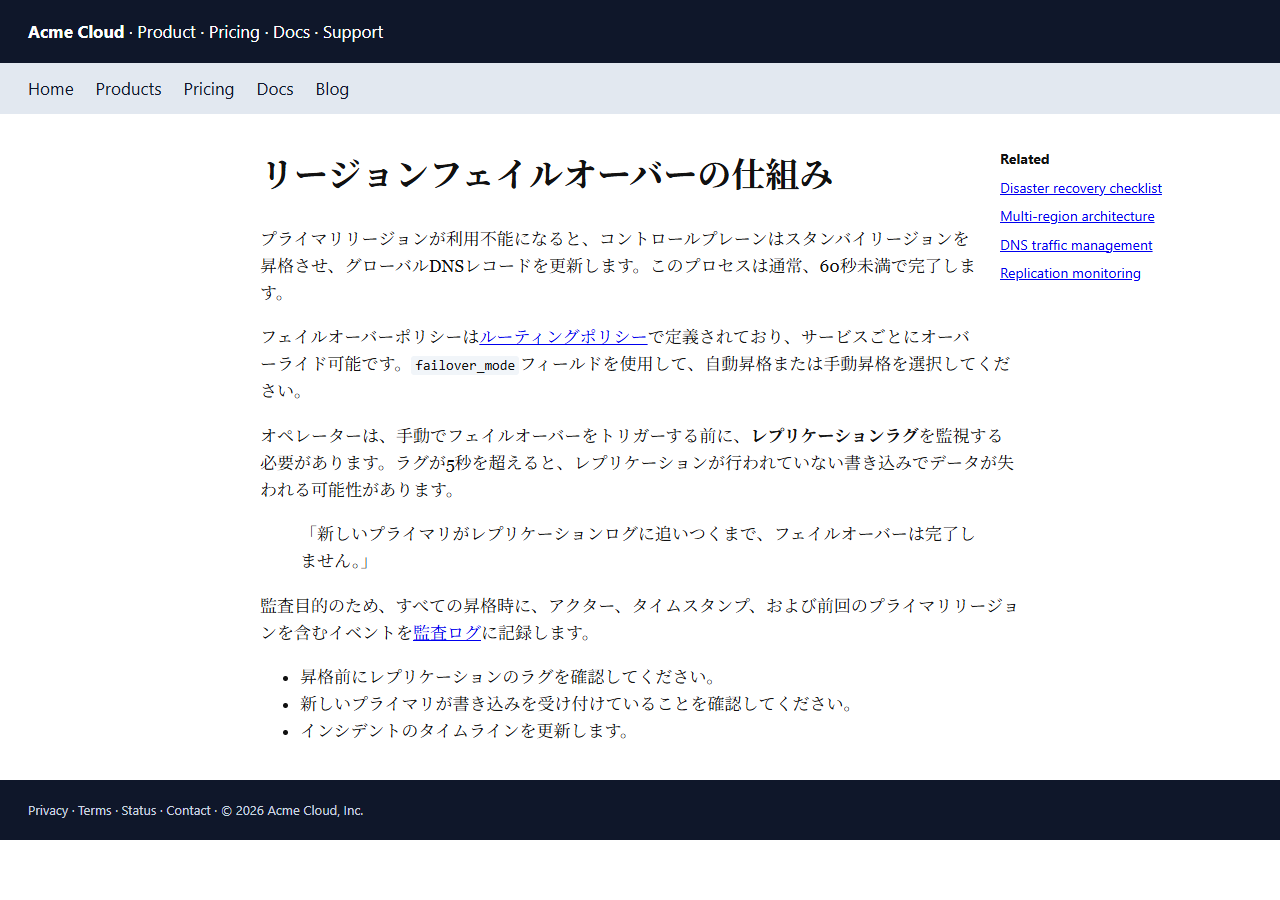 Acme Cloud · Product · Pricing · Docs · Support
Home Products Pricing Docs Blog
リージョンフェイルオーバーの仕組み
プライマリリージョンが利用不能になると、コントロールプレーンはスタンバイリージョンを
昇格させ、グローバルDNSレコードを更新します。このプロセスは通常、60秒未満で完了しま
す。
フェイルオーバーポリシーはルーティングポリシーで定義されており、サービスごとにオーバ
ーライド可能です。failover_modeフィールドを使用して、自動昇格または手動昇格を選択してくだ
さい。
オペレーターは、手動でフェイルオーバーをトリガーする前に、レプリケーションラグを監視する
必要があります。ラグが5秒を超えると、レプリケーションが行われていない書き込みでデータが失
われる可能性があります。
「新しいプライマリがレプリケーションログに追いつくまで、フェイルオーバーは完了し
ません。」
監査目的のため、すべての昇格時に、アクター、タイムスタンプ、および前回のプライマリリージョ
ンを含むイベントを監査ログに記録します。
• 昇格前にレプリケーションのラグを確認してください。
• 新しいプライマリが書き込みを受け付けていることを確認してください。
• インシデントのタイムラインを更新します。
Related
Disaster recovery checklist
Multi-region architecture
DNS traffic management
Replication monitoring
Privacy · Terms · Status · Contact · © 2026 Acme Cloud, Inc.